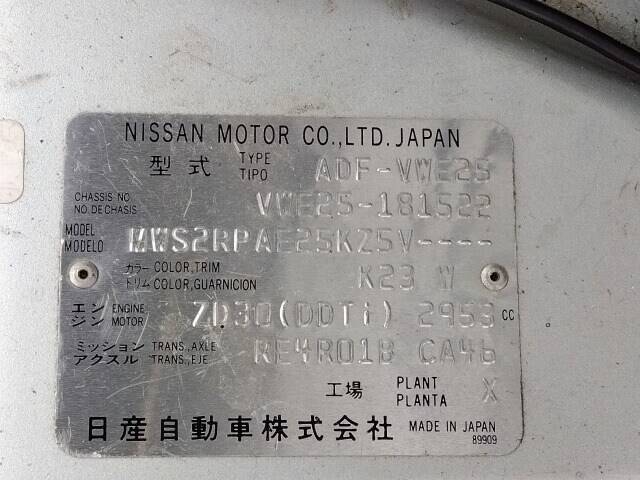 NISSAN MOTOR CO.,LTD. JAPAN
型式 TYPE TIPO ADF-VWE25
CHASSIS NO NO DE CHASIS VWE25-181522
MODEL MODELO MWS2RPAE25KZ5V----
カラー COLOR,TRIM トリム COLOR,GUARNICION K23 W
エンジン ENGINE MOTOR ZD30(DDTi) 2953 CC
ミッション TRANS.,AXLE アクスル TRANS.,EJE RE4R01B CA46
工場 PLANT PLANTA X
日産自動車株式会社 MADE IN JAPAN
89909